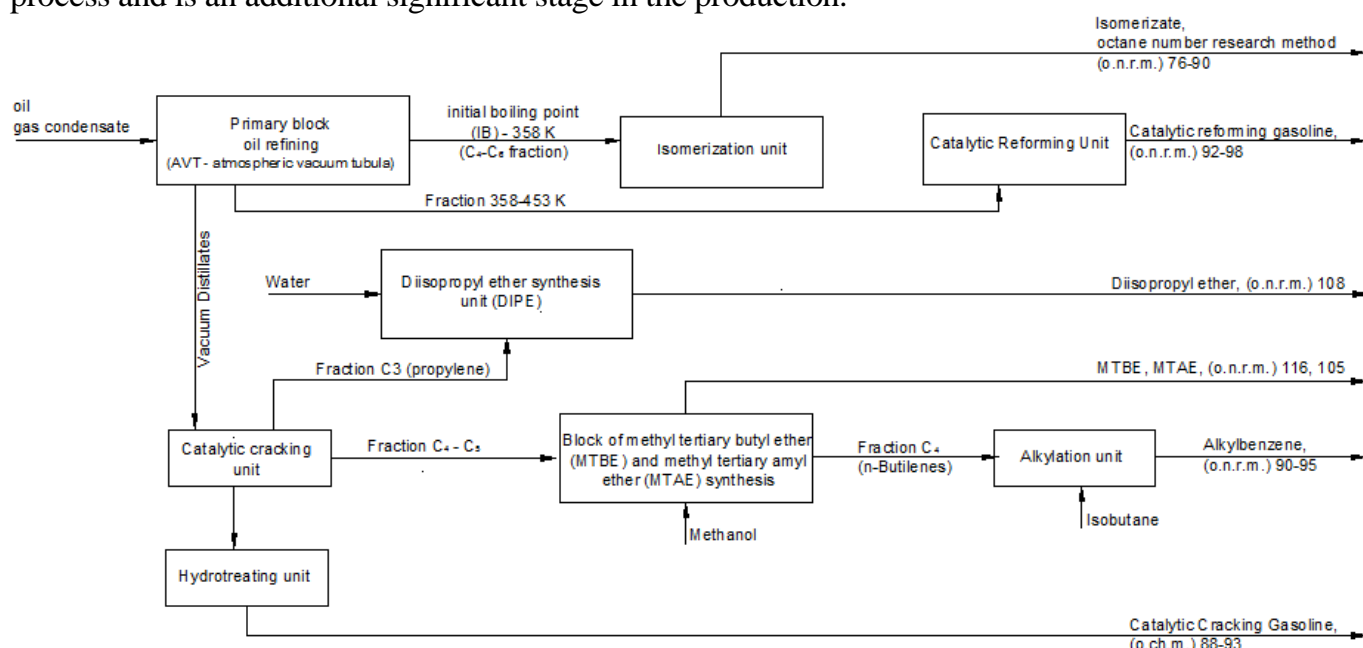 process and is an additional significant stage in the production.
Isomerizate,
octane number research method
(o.n.r.m.) 76-90
oil
gas condensate
Primary block
oil refining
(AVT - atmospheric vacuum tubula)
initial boiling point
(IB) - 358 K
(C₄-C₆ fraction)
Isomerization unit
Catalytic Reforming Unit
Catalytic reforming gasoline,
(o.n.r.m.) 92-98
Fraction 358-453 K
Vacuum Distillates
Water
Diisopropyl ether synthesis
unit (DIPE)
Diisopropyl ether, (o.n.r.m.) 108
Fraction C3 (propylene)
MTBE, MTAE, (o.n.r.m.) 116, 105
Catalytic cracking
unit
Fraction C₄ - C₅
Block of methyl tertiary butyl ether
(MTBE) and methyl tertiary amyl
ether (MTAE) synthesis
Fraction C₄
(n-Butilenes)
Alkylation unit
Alkylbenzene,
(o.n.r.m.) 90-95
Methanol
Isobutane
Hydrotreating unit
Catalytic Cracking Gasoline,
(o.ch.m.) 88-93